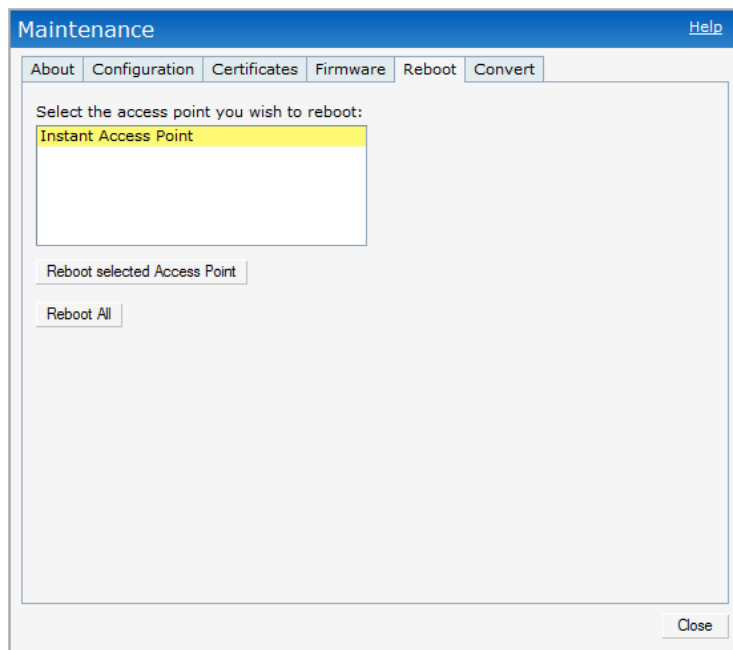 Maintenance Help
About Configuration Certificates Firmware Reboot Convert
Select the access point you wish to reboot:
Instant Access Point
Reboot selected Access Point
Reboot All
Close